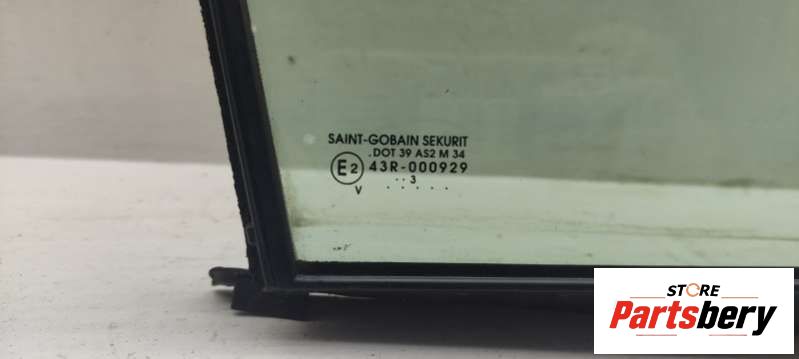 SAINT-GOBAIN SEKURIT
.DOT 39 AS2 M 34
E2 43R-000929
.. 3
V .....
STORE
Partsbery